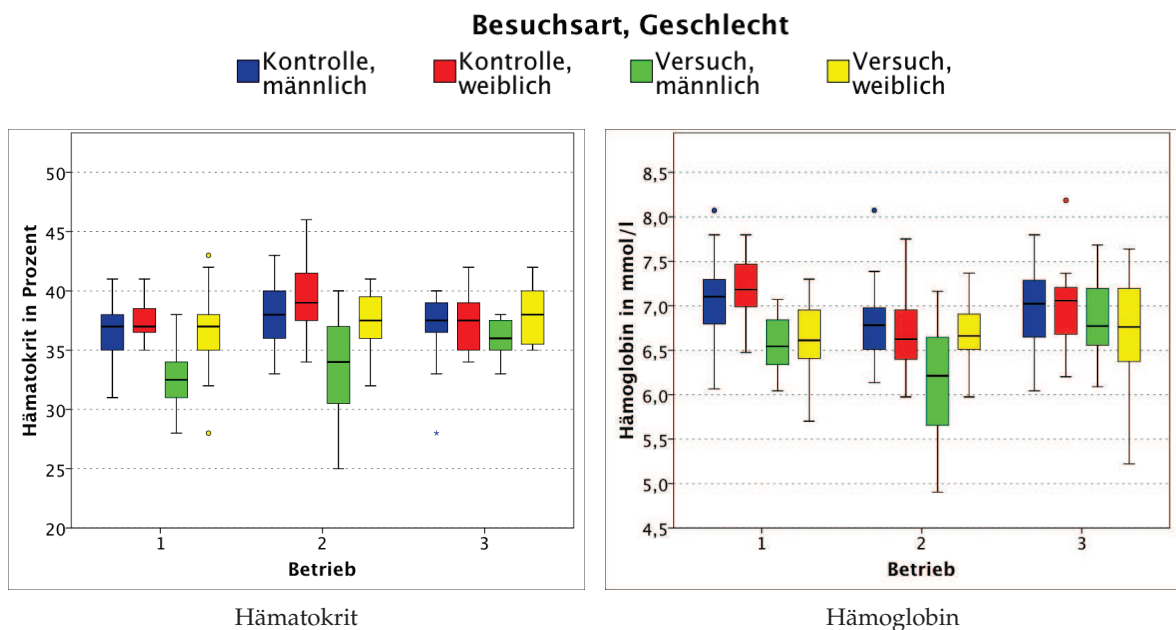 Besuchsart, Geschlecht
Kontrolle, männlich
Kontrolle, weiblich
Versuch, männlich
Versuch, weiblich
Hämatokrit in Prozent
50
45
40
35
30
25
20
1 2 3
Betrieb
Hämoglobin in mmol/l
8,5
8,0
7,5
7,0
6,5
6,0
5,5
5,0
4,5
1 2 3
Betrieb
Hämatokrit
Hämoglobin